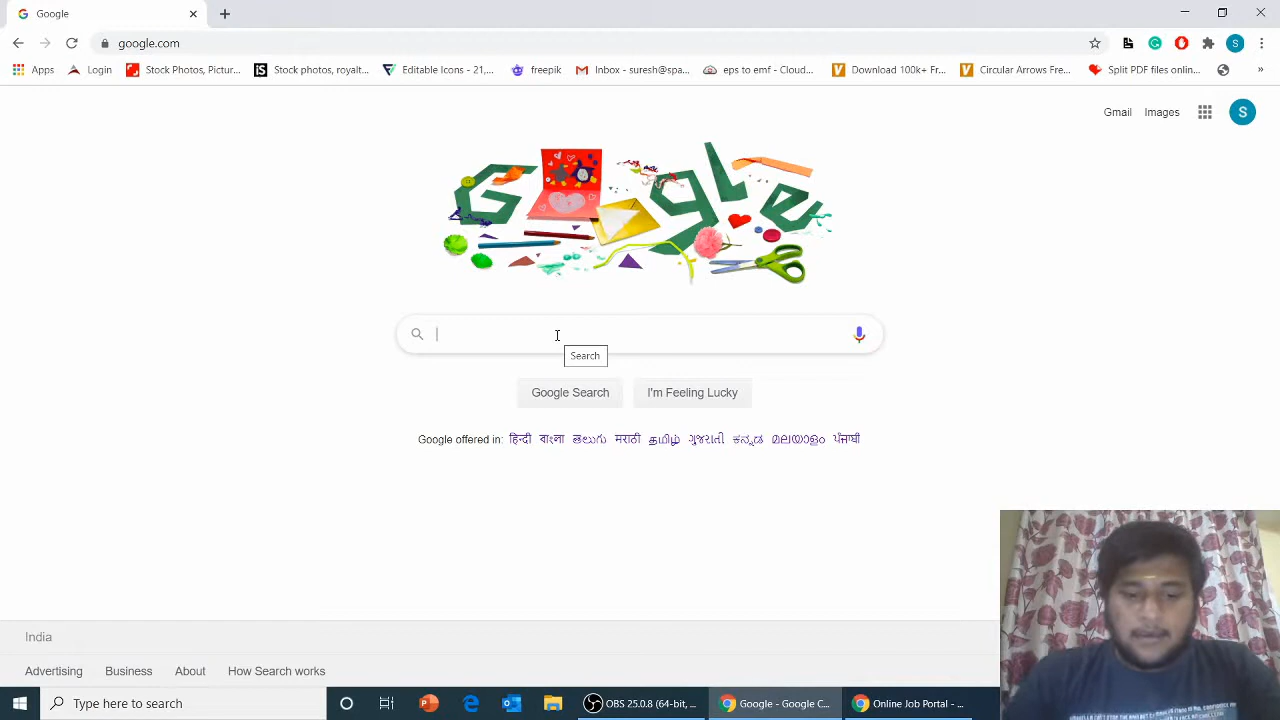 Google
google.com
Apps
Login
Stock Photos, Pictur...
Stock photos, royalt...
Editable Icons - 21,...
freepik
Inbox - suresh@spa...
eps to emf - Cloud...
Download 100k+ Fr...
Circular Arrows Fre...
Split PDF files onlin...
»
Gmail
Images
S
S
Google
Search
Google Search
I'm Feeling Lucky
Google offered in: हिन्दी বাংলা తెలుగు मराठी தமிழ் ગુજરાતી ಕನ್ನಡ മലയാളം ਪੰਜਾਬੀ
India
Advertising
Business
About
How Search works
Type here to search
OBS 25.0.8 (64-bit, ...
Google - Google C...
Online Job Portal - ...